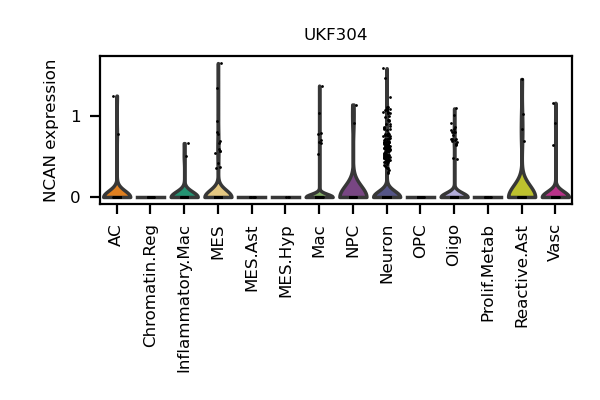 UKF304
NCAN expression
1
0
AC
Chromatin.Reg
Inflammatory.Mac
MES
MES.Ast
MES.Hyp
Mac
NPC
Neuron
OPC
Oligo
Prolif.Metab
Reactive.Ast
Vasc